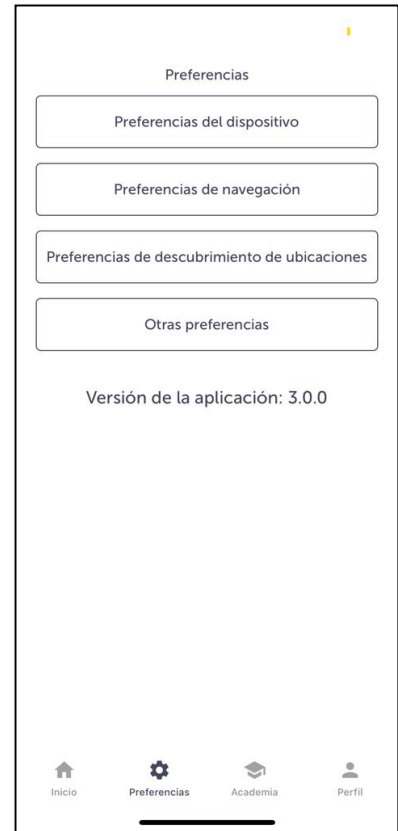 Preferencias
Preferencias del dispositivo
Preferencias de navegación
Preferencias de descubrimiento de ubicaciones
Otras preferencias
Versión de la aplicación: 3.0.0
Inicio
Preferencias
Academia
Perfil